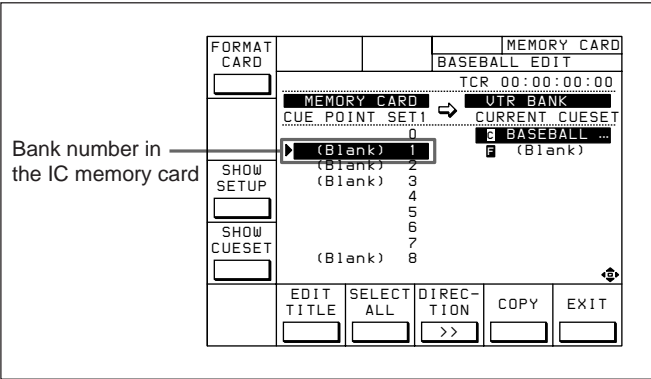 FORMAT
CARD
MEMORY CARD
BASEBALL EDIT
TCR 00:00:00:00
MEMORY CARD
VTR BANK
CUE POINT SET1
CURRENT CUESET
0
C BASEBALL …
(Blank) 1
F (Blank)
Bank number in
the IC memory card
(Blank) 2
SHOW
SETUP
(Blank) 3
4
5
SHOW
CUESET
6
7
(Blank) 8
EDIT
TITLE
SELECT
ALL
DIREC-
TION
>>
COPY
EXIT